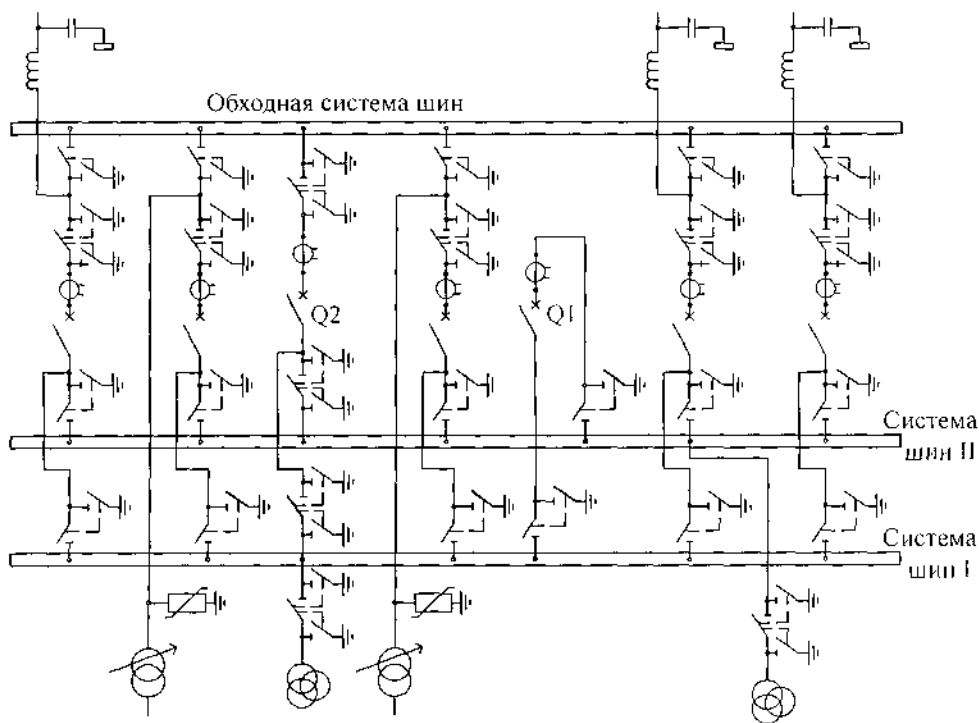 Обходная система шин
Q2
Q1
Система
шин II
Система
шин I